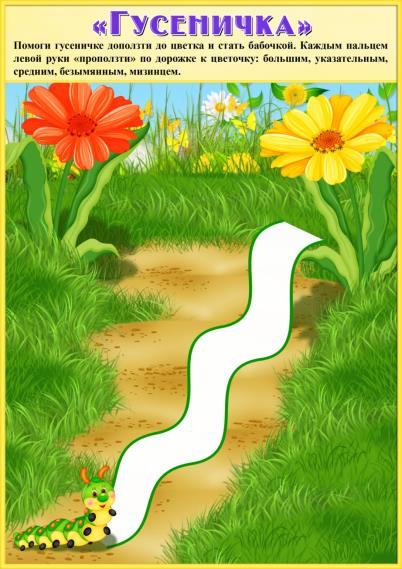 «Гусеничка»
Помоги гусеничке доползти до цветка и стать бабочкой. Каждым пальцем
левой руки «проползти» по дорожке к цветочку: большим, указательным,
средним, безымянным, мизинцем.